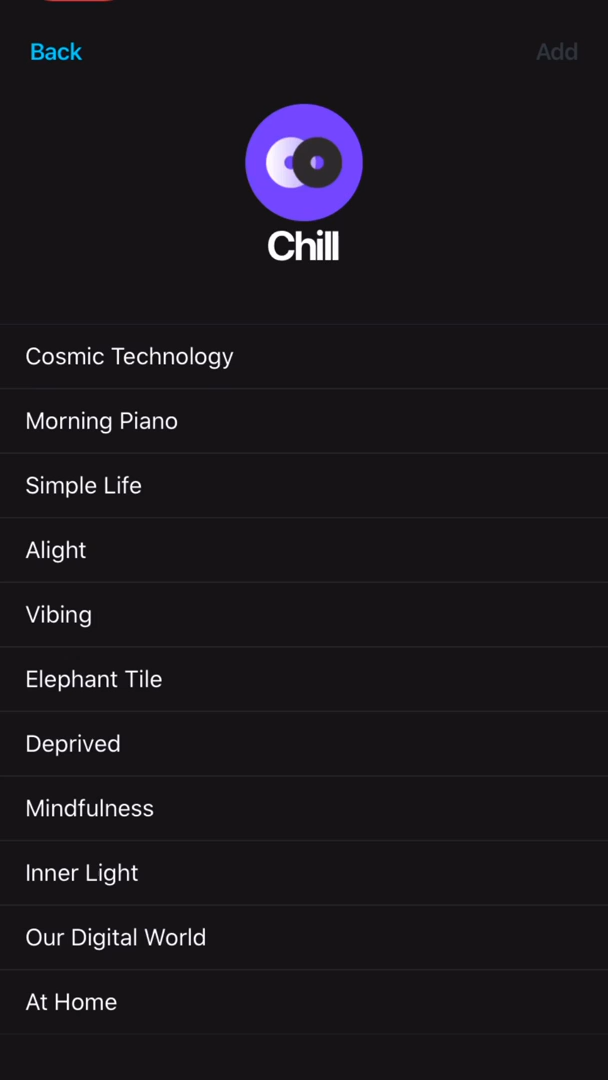 Back
Add
Chill
Cosmic Technology
Morning Piano
Simple Life
Alight
Vibing
Elephant Tile
Deprived
Mindfulness
Inner Light
Our Digital World
At Home